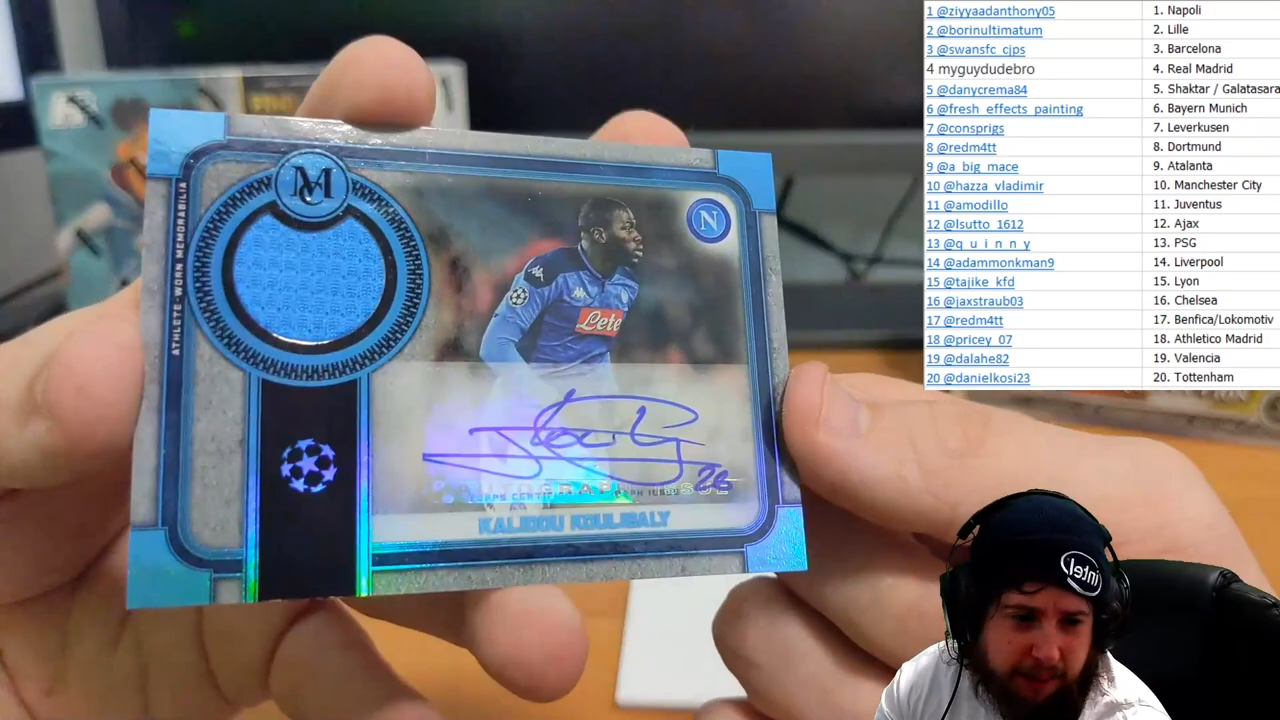 1 @ziyyaadanthony05 1. Napoli
2 @borinultimatum 2. Lille
3 @swansfc_cjps 3. Barcelona
4 myguydudebro 4. Real Madrid
5 @danycrema84 5. Shaktar / Galatasara
6 @fresh_effects_painting 6. Bayern Munich
7 @consprigs 7. Leverkusen
8 @redm4tt 8. Dortmund
9 @a_big_mace 9. Atalanta
10 @hazza_vladimir 10. Manchester City
11 @amodillo 11. Juventus
12 @lsutto_1612 12. Ajax
13 @q_u_i_n_n_y 13. PSG
14 @adammonkman9 14. Liverpool
15 @tajike_kfd 15. Lyon
16 @jaxstraub03 16. Chelsea
17 @redm4tt 17. Benfica/Lokomotiv
18 @pricey_07 18. Athletico Madrid
19 @dalahe82 19. Valencia
20 @danielkosi23 20. Tottenham
ATHLETE-WORN MEMORABILIA
MC
N
Lete
26
TOPPS CERTIFIED
KALIDOU KOULIBALY
intel